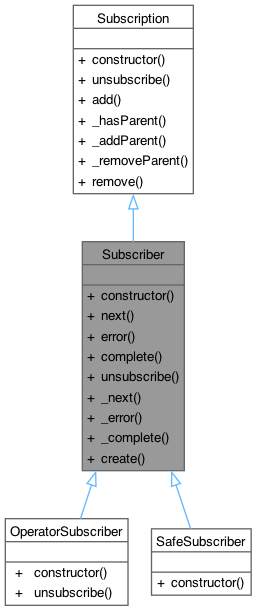 Subscription
+ constructor()
+ unsubscribe()
+ add()
+ _hasParent()
+ _addParent()
+ _removeParent()
+ remove()
Subscriber
+ constructor()
+ next()
+ error()
+ complete()
+ unsubscribe()
+ _next()
+ _error()
+ _complete()
+ create()
OperatorSubscriber
+ constructor()
+ unsubscribe()
SafeSubscriber
+ constructor()